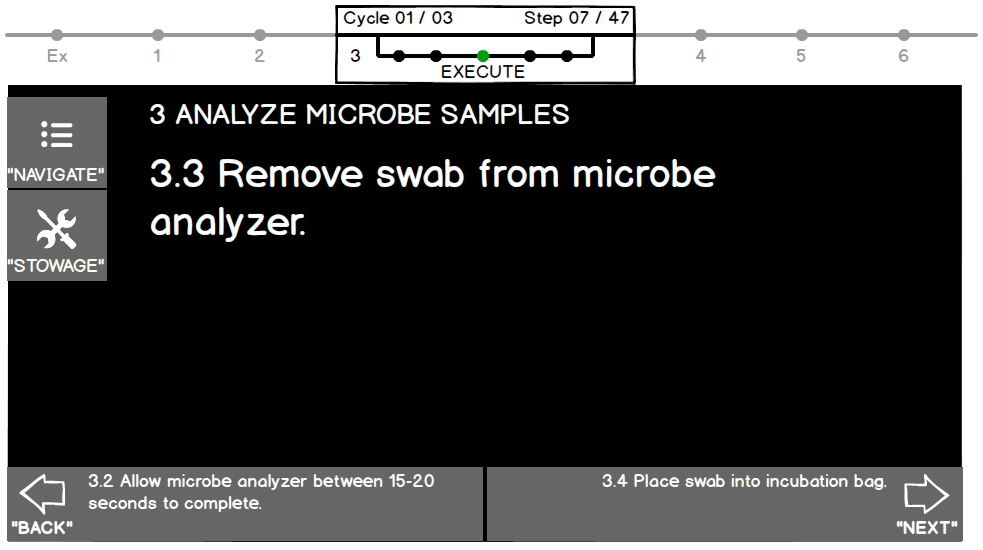 Cycle 01 / 03 Step 07 / 47
Ex 1 2 3 4 5 6
EXECUTE
3 ANALYZE MICROBE SAMPLES
"NAVIGATE"
3.3 Remove swab from microbe
analyzer.
"STOWAGE"
3.2 Allow microbe analyzer between 15-20
seconds to complete.
"BACK"
3.4 Place swab into incubation bag.
"NEXT"